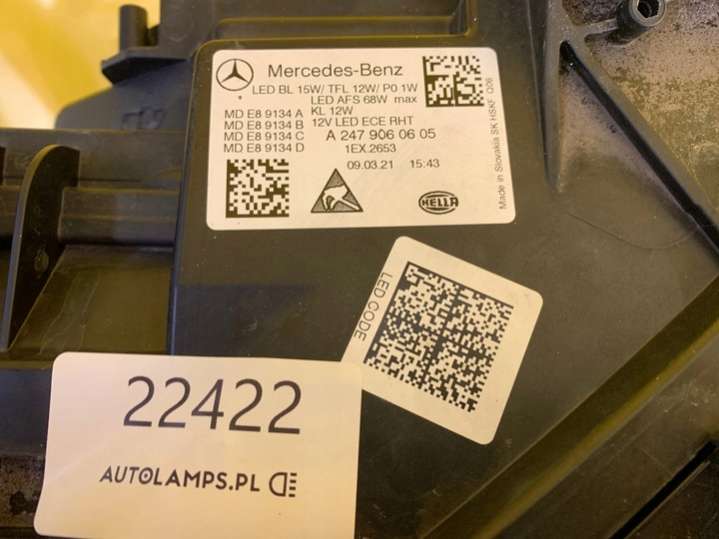 Mercedes-Benz
LED BL 15W/ TFL 12W/ P0 1W
LED AFS 68W max
MD E8 9134 A KL 12W
MD E8 9134 B 12V LED ECE RHT
MD E8 9134 C A 247 906 06 05
MD E8 9134 D 1EX.2653
09.03.21 15:43
HELLA
Made in Slovakia SK HSKF Q06
LED CODE
22422
AUTOLAMPS.PL